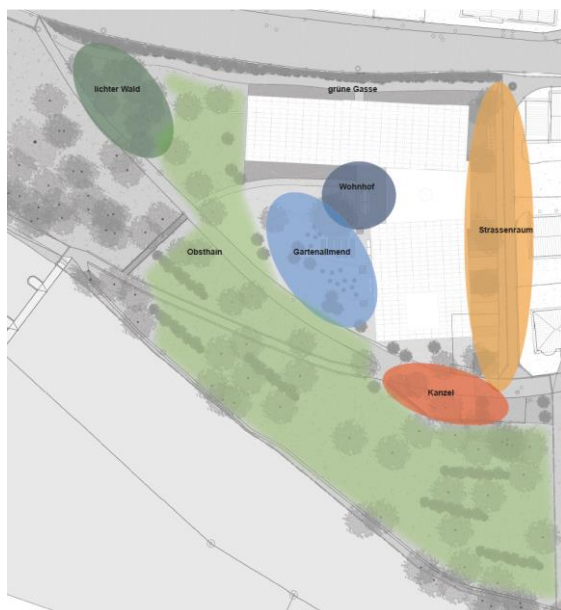 lichter Wald
grüne Gasse
Wohnhof
Strassenraum
Obsthain
Gartenallmend
Kanzel